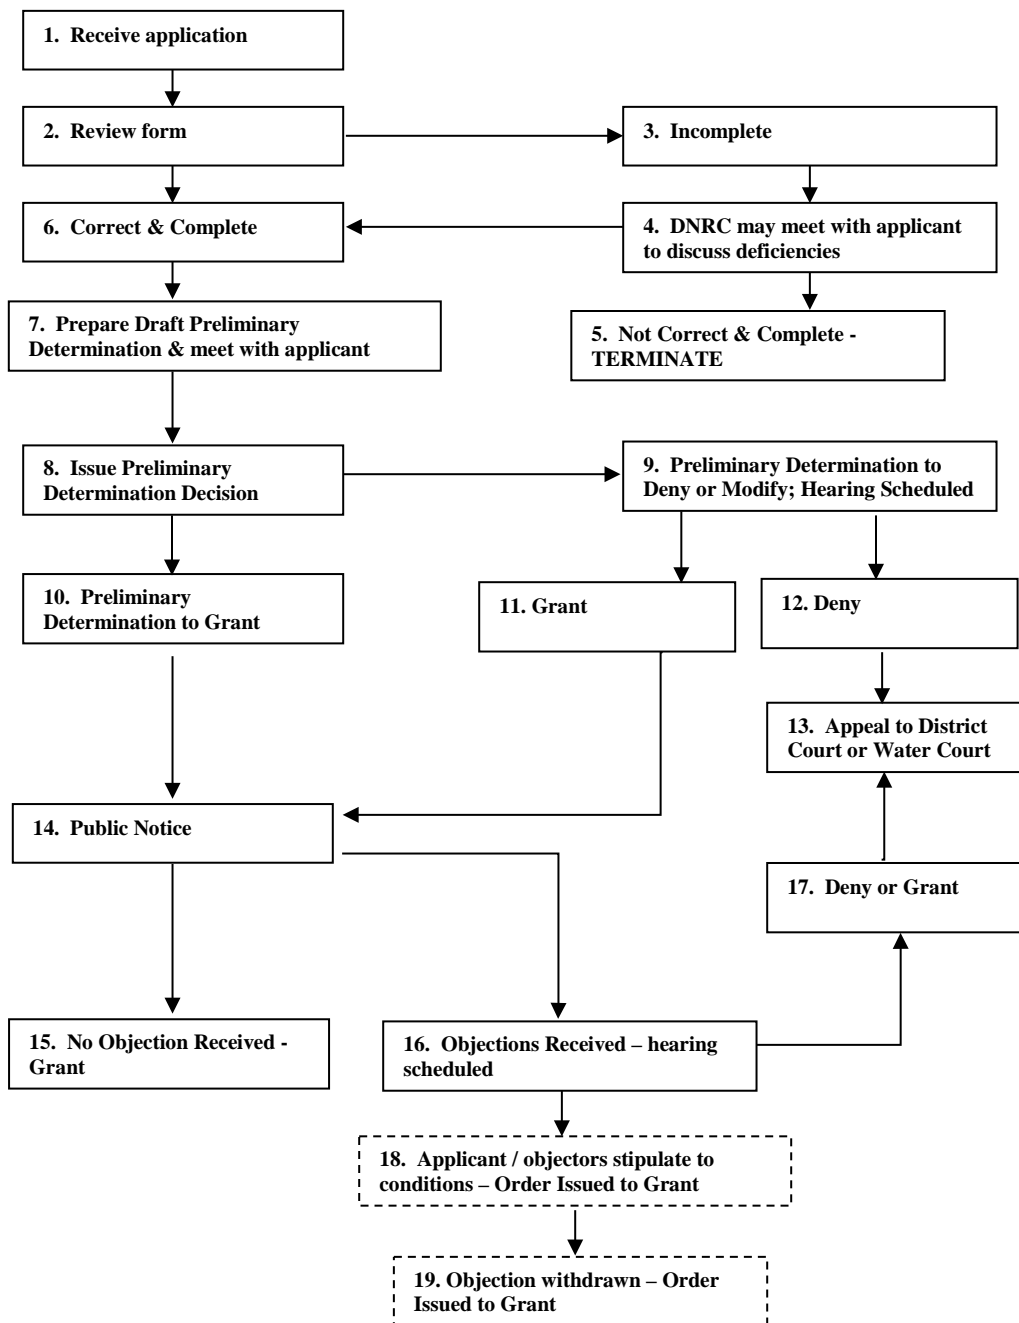 1. Receive application
2. Review form
3. Incomplete
6. Correct & Complete
4. DNRC may meet with applicant
to discuss deficiencies
7. Prepare Draft Preliminary
Determination & meet with applicant
5. Not Correct & Complete -
TERMINATE
8. Issue Preliminary
Determination Decision
9. Preliminary Determination to
Deny or Modify; Hearing Scheduled
10. Preliminary
Determination to Grant
11. Grant
12. Deny
13. Appeal to District
Court or Water Court
14. Public Notice
17. Deny or Grant
15. No Objection Received -
Grant
16. Objections Received – hearing
scheduled
18. Applicant / objectors stipulate to
conditions – Order Issued to Grant
19. Objection withdrawn – Order
Issued to Grant